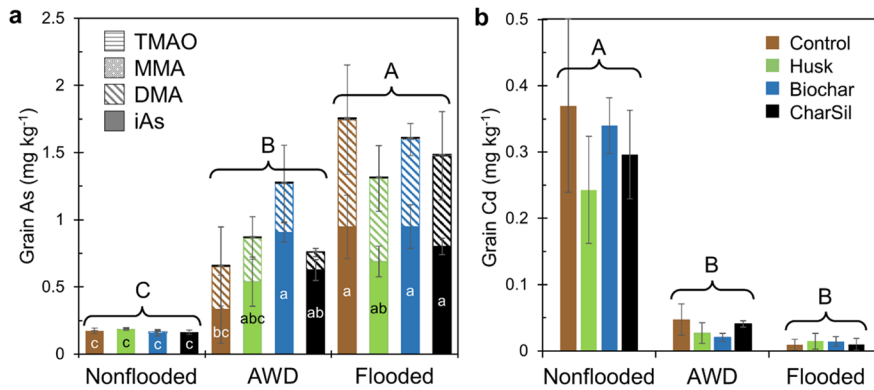 a
Grain As (mg kg⁻¹)
2.5
2
1.5
1
0.5
0
TMAO
MMA
DMA
iAs
C
B
A
c
c
c
c
bc
abc
a
ab
a
ab
a
a
Nonflooded
AWD
Flooded
b
Grain Cd (mg kg⁻¹)
0.5
0.4
0.3
0.2
0.1
0
Control
Husk
Biochar
CharSil
A
B
B
Nonflooded
AWD
Flooded